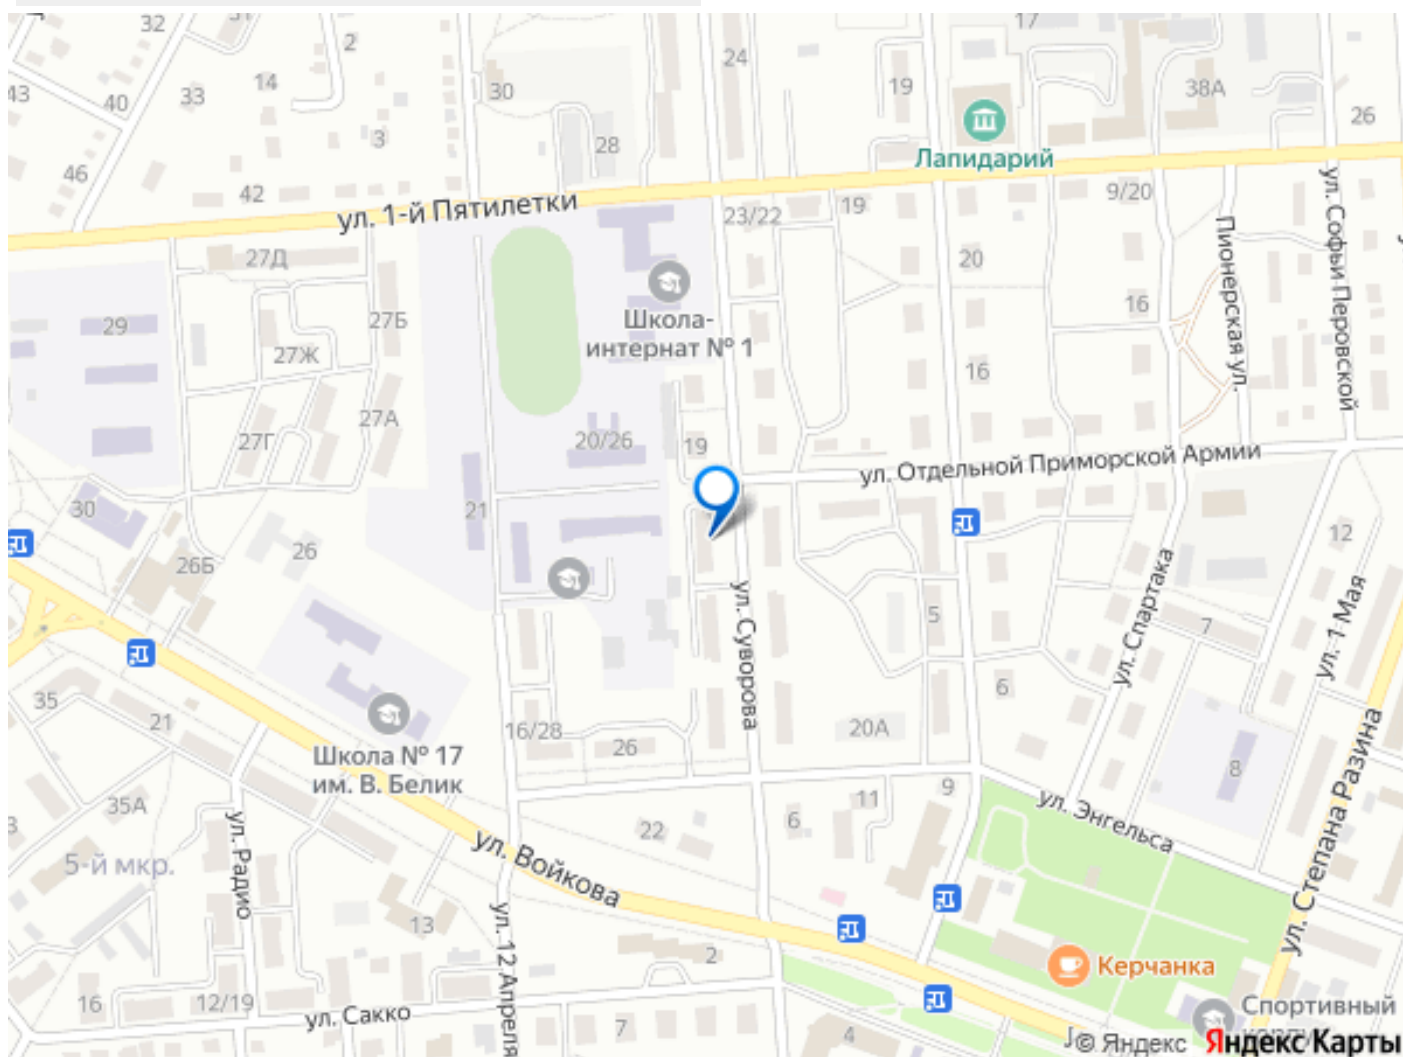 32
31
2
24
17
19
38А
43
40
33
14
30
3
28
26
Лапидарий
46
42
ул. 1-й Пятилетки
23/22
19
9/20
ул. Софьи Перовской
27Д
20
Пионерская ул.
29
27Б
Школа-
интернат № 1
16
27Ж
16
27А
27Г
20/26
19
ул. Отдельной Приморской Армии
30
21
12
26
26Б
ул. Суворова
5
ул. Спартака
7
ул. 1 Мая
35
21
6
16/28
26
20А
Школа № 17
им. В. Белик
8
ул. Степана Разина
35А
22
6
11
9
ул. Энгельса
3
5-й мкр.
ул. Радио
ул. Войкова
13
ул. 12 Апреля
2
Керчанка
16
12/19
ул. Сакко
7
4
Спортивный
© Яндекс Яндекс Карты